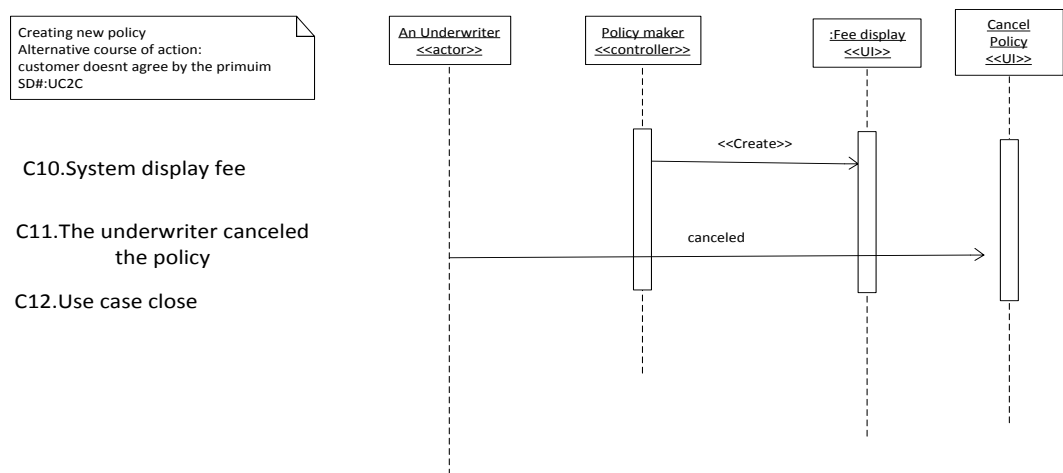 Creating new policy
Alternative course of action:
customer doesnt agree by the primuim
SD#:UC2C
An Underwriter
<<actor>>
Policy maker
<<controller>>
:Fee display
<<UI>>
Cancel
Policy
<<UI>>
C10.System display fee
<<Create>>
C11.The underwriter canceled
the policy
canceled
C12.Use case close